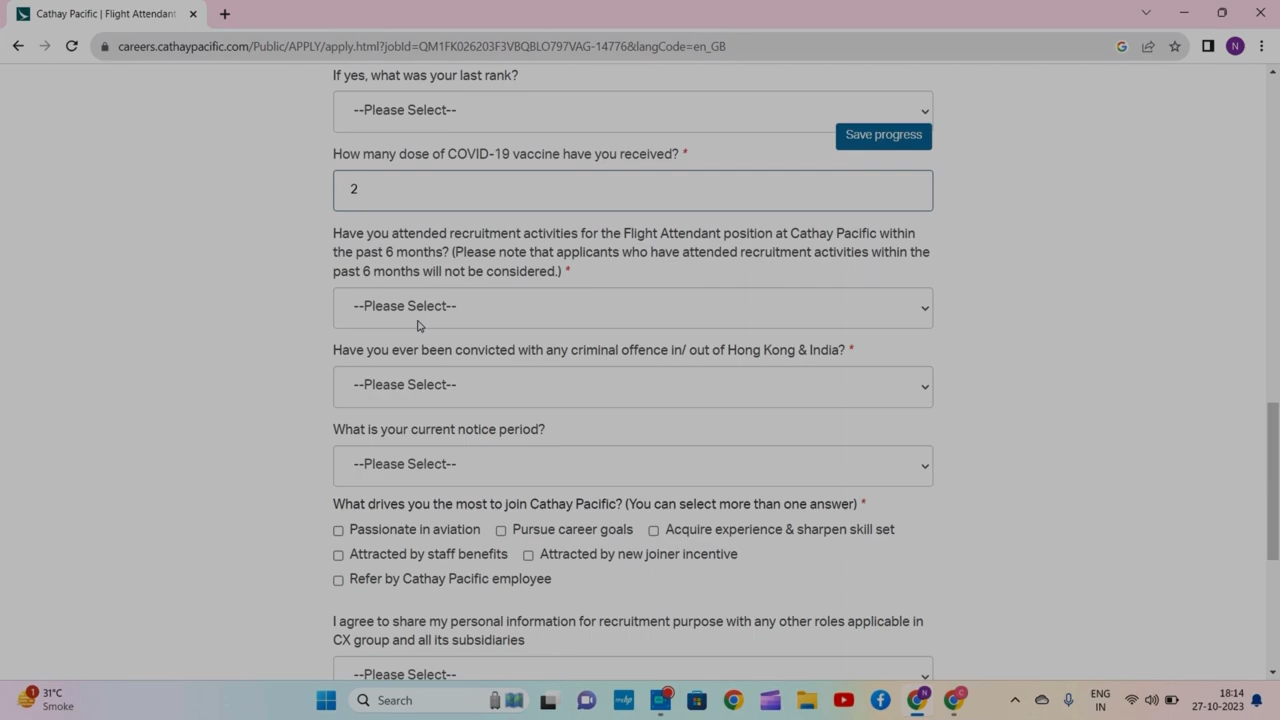 Cathay Pacific | Flight Attendant
careers.cathaypacific.com/Public/APPLY/apply.html?jobId=QM1FK026203F3VBQBLO797VAG-14776&langCode=en_GB
N
If yes, what was your last rank?
--Please Select--
Save progress
How many dose of COVID-19 vaccine have you received? *
2
Have you attended recruitment activities for the Flight Attendant position at Cathay Pacific within
the past 6 months? (Please note that applicants who have attended recruitment activities within the
past 6 months will not be considered.) *
--Please Select--
Have you ever been convicted with any criminal offence in/ out of Hong Kong & India? *
--Please Select--
What is your current notice period?
--Please Select--
What drives you the most to join Cathay Pacific? (You can select more than one answer) *
Passionate in aviation Pursue career goals Acquire experience & sharpen skill set
Attracted by staff benefits Attracted by new joiner incentive
Refer by Cathay Pacific employee
I agree to share my personal information for recruitment purpose with any other roles applicable in
CX group and all its subsidiaries
--Please Select--
1
31°C
Smoke
Search
N
C
ENG
IN
18:14
27-10-2023